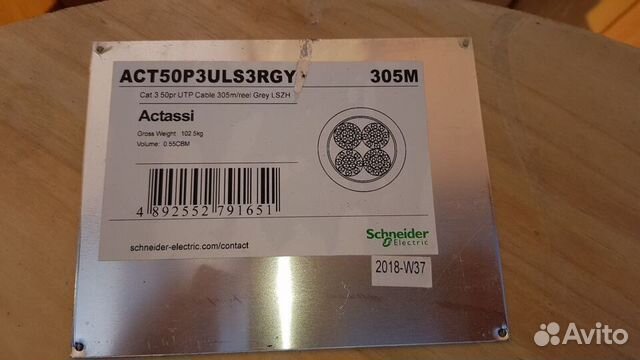 ACT50P3ULS3RGY 305M
Cat 3 50pr UTP Cable 305m/reel Grey LSZH
Actassi
Gross Weight: 102.5kg
Volume: 0.55CBM
4 892552 791651
schneider-electric.com/contact
Schneider
Electric
2018-W37
Avito